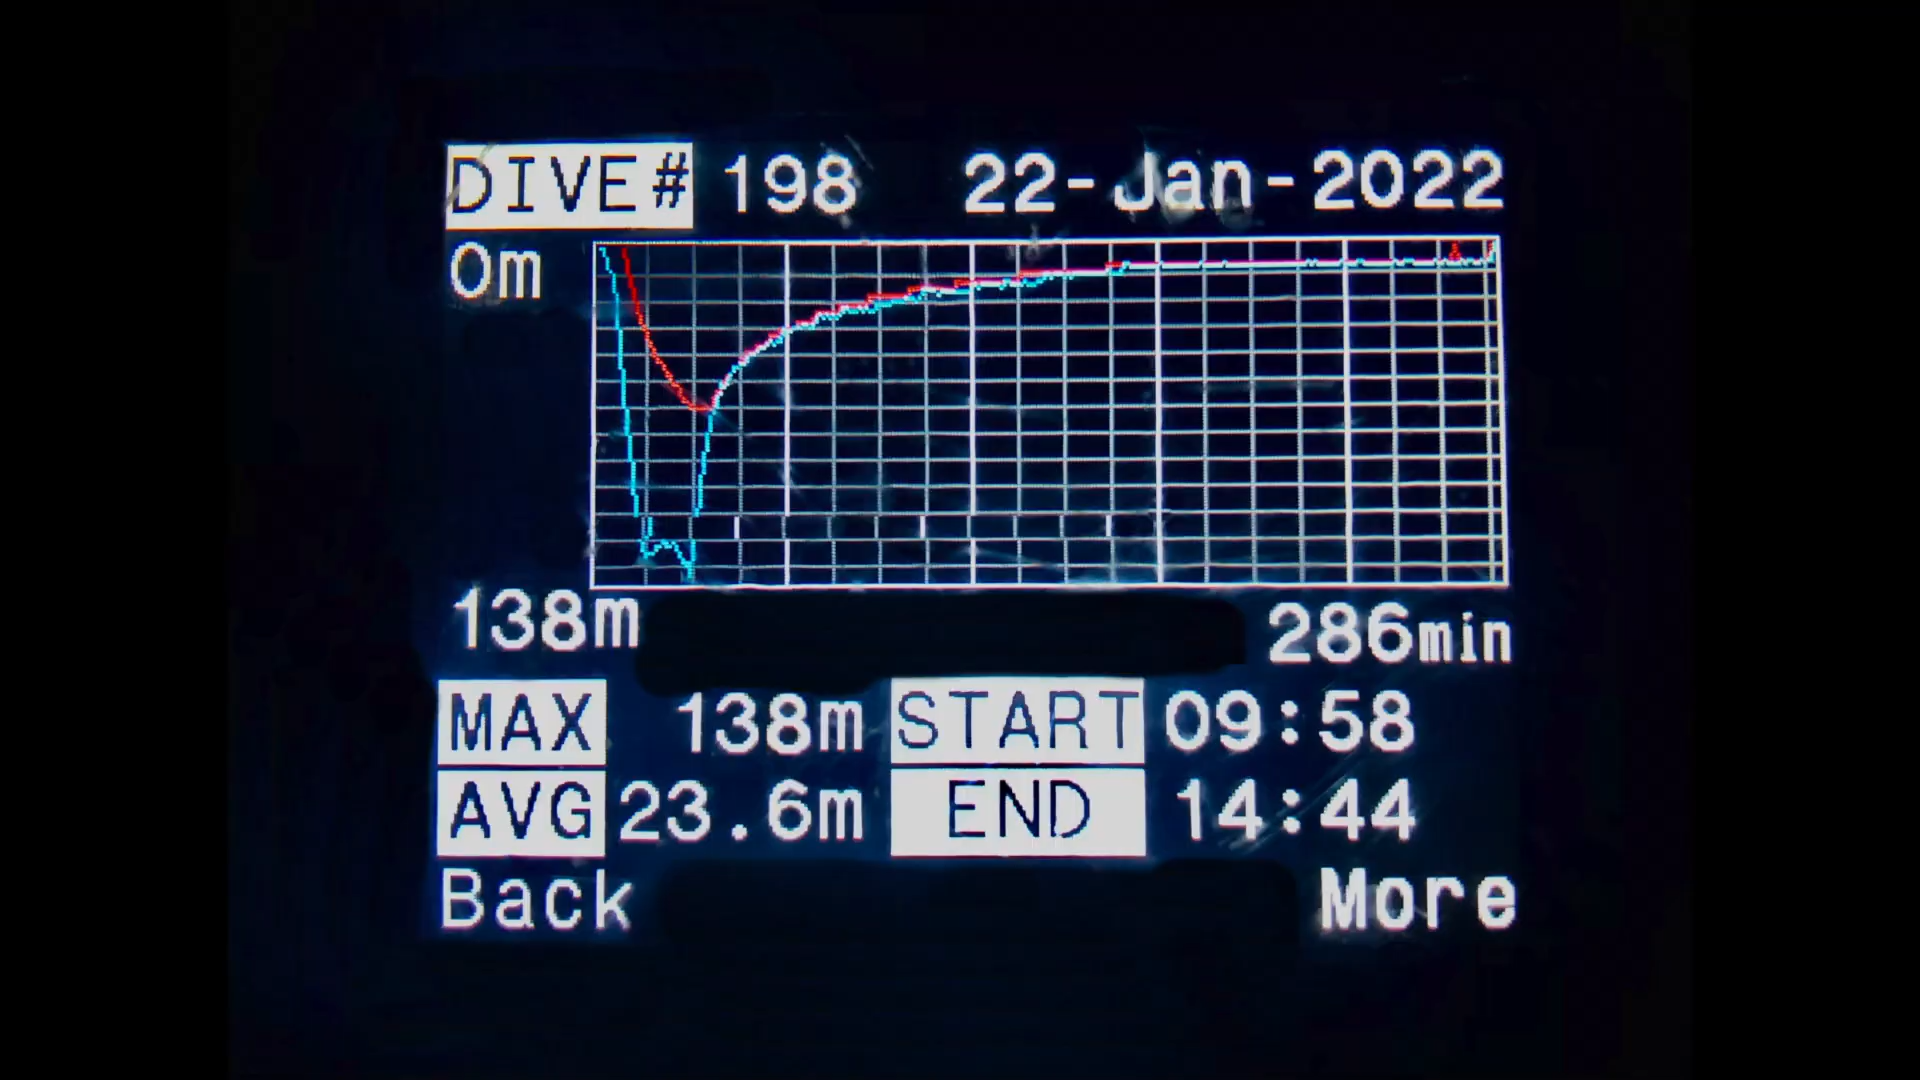 DIVE# 198 22-Jan-2022
0m
138m 286min
MAX 138m START 09:58
AVG 23.6m END 14:44
Back More